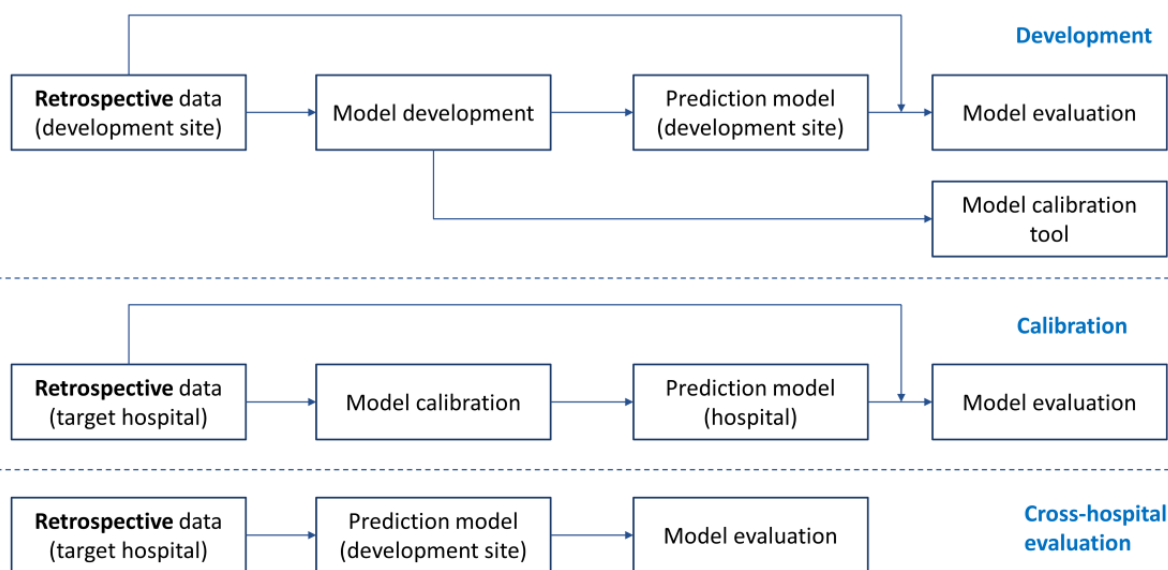 Development
Retrospective data
(development site)
Model development
Prediction model
(development site)
Model evaluation
Model calibration
tool
Calibration
Retrospective data
(target hospital)
Model calibration
Prediction model
(hospital)
Model evaluation
Retrospective data
(target hospital)
Prediction model
(development site)
Model evaluation
Cross-hospital
evaluation